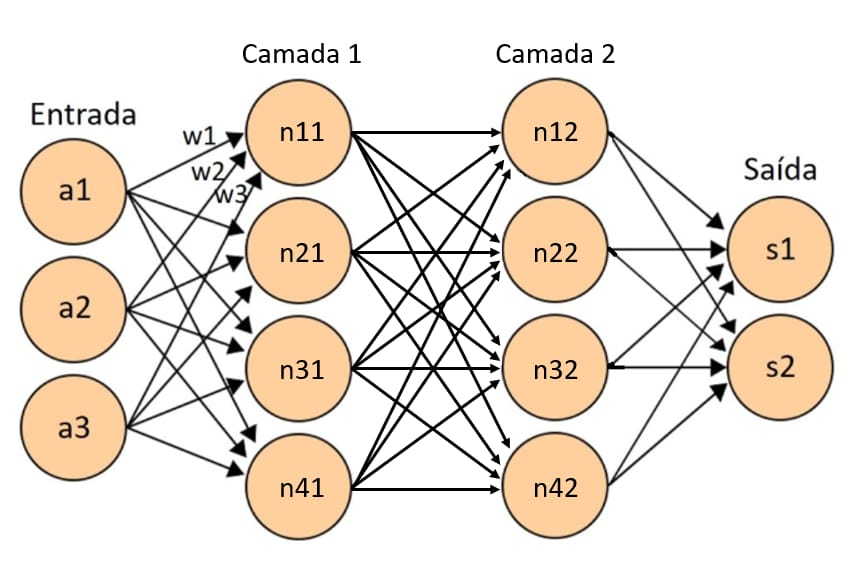 Entrada
a1
a2
a3
w1
w2
w3
Camada 1
n11
n21
n31
n41
Camada 2
n12
n22
n32
n42
Saída
s1
s2